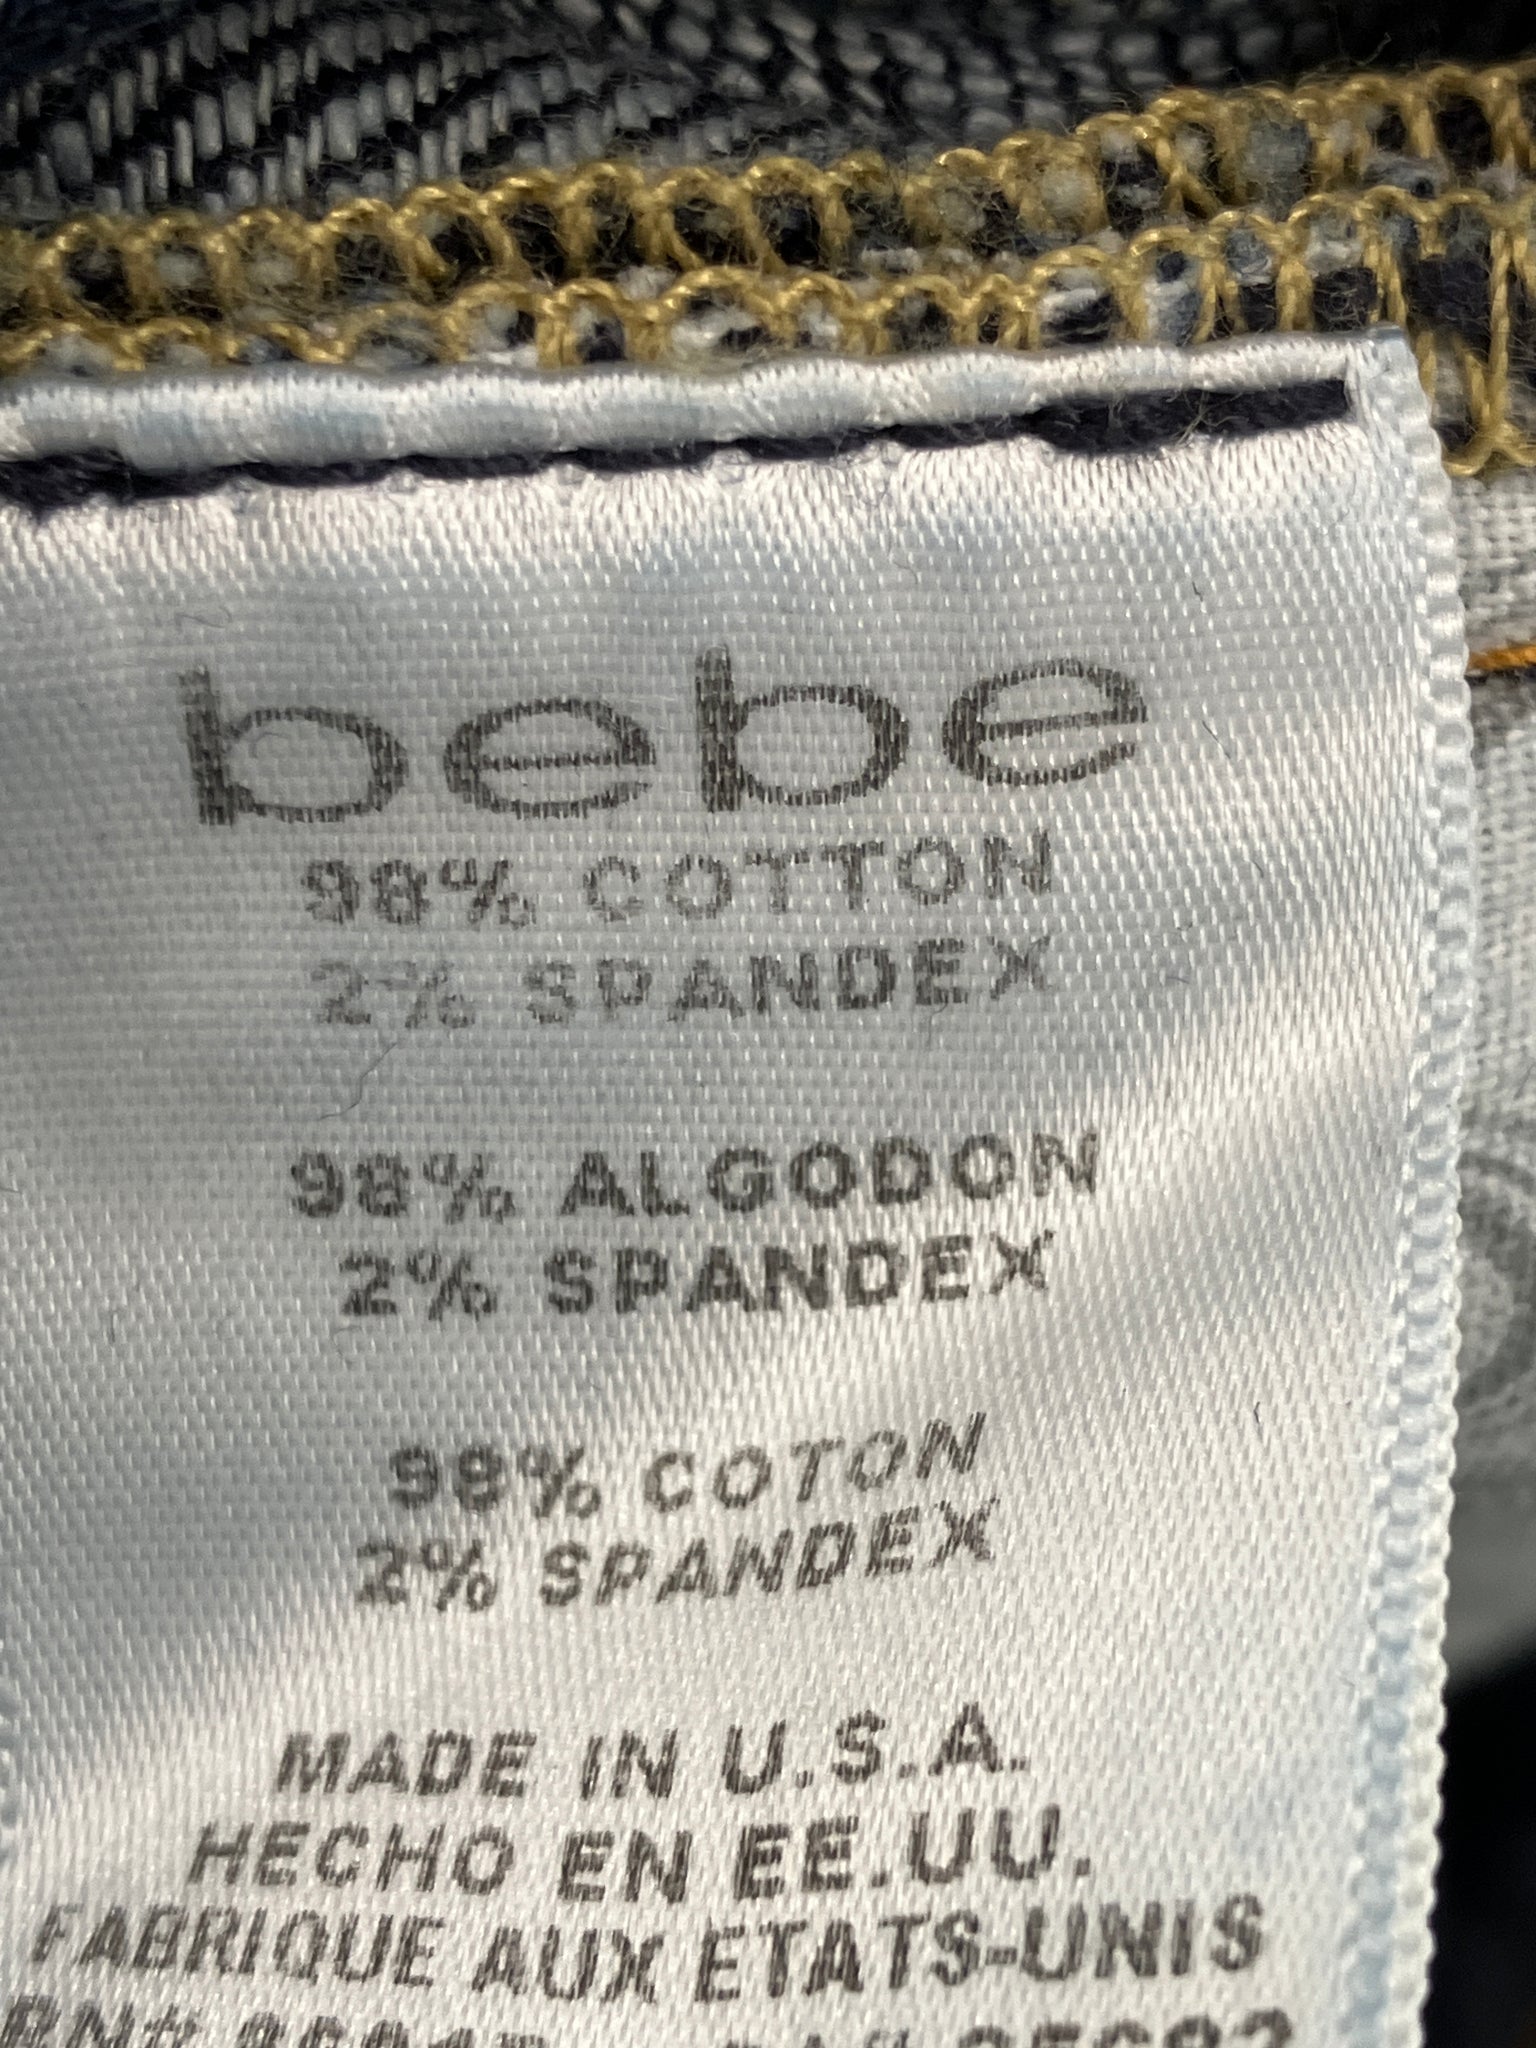 bebe
98% COTTON
2% SPANDEX
98% ALGODON
2% SPANDEX
98% COTON
2% SPANDEX
MADE IN U.S.A.
HECHO EN EE.UU.
FABRIQUE AUX ETATS-UNIS
RN#